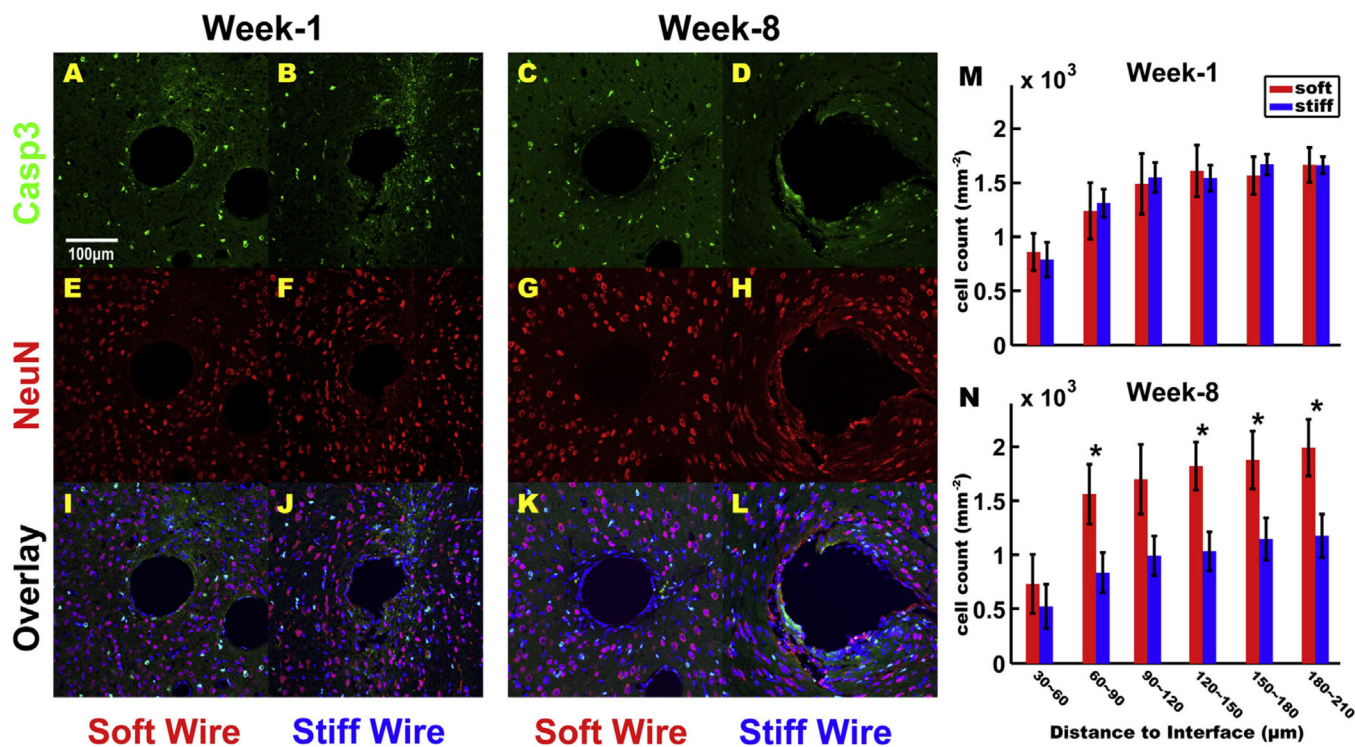 Week-1
Week-8
Casp3
A
B
C
D
100µm
NeuN
E
F
G
H
Overlay
I
J
K
L
Soft Wire
Stiff Wire
Soft Wire
Stiff Wire
M
x 10³
Week-1
soft
stiff
2
1.5
1
0.5
0
cell count (mm⁻²)
N
x 10³
Week-8
* * * *
2
1.5
1
0.5
0
cell count (mm⁻²)
30~60
60~90
90~120
120~150
150~180
180~210
Distance to Interface (µm)